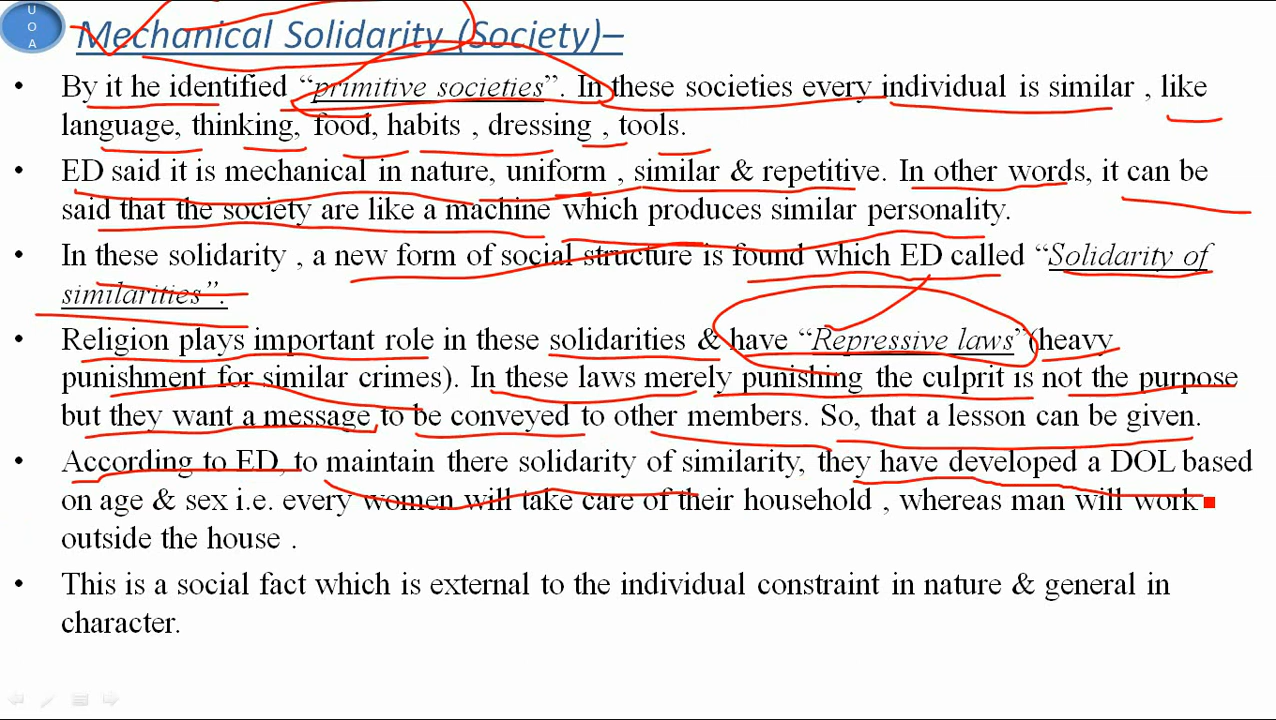 U
O
A
Mechanical Solidarity (Society)–
• By it he identified “primitive societies”. In these societies every individual is similar , like
language, thinking, food, habits , dressing , tools.
• ED said it is mechanical in nature, uniform , similar & repetitive. In other words, it can be
said that the society are like a machine which produces similar personality.
• In these solidarity , a new form of social structure is found which ED called “Solidarity of
similarities”.
• Religion plays important role in these solidarities & have “Repressive laws”(heavy
punishment for similar crimes). In these laws merely punishing the culprit is not the purpose
but they want a message to be conveyed to other members. So, that a lesson can be given.
• According to ED, to maintain there solidarity of similarity, they have developed a DOL based
on age & sex i.e. every women will take care of their household , whereas man will work
outside the house .
• This is a social fact which is external to the individual constraint in nature & general in
character.